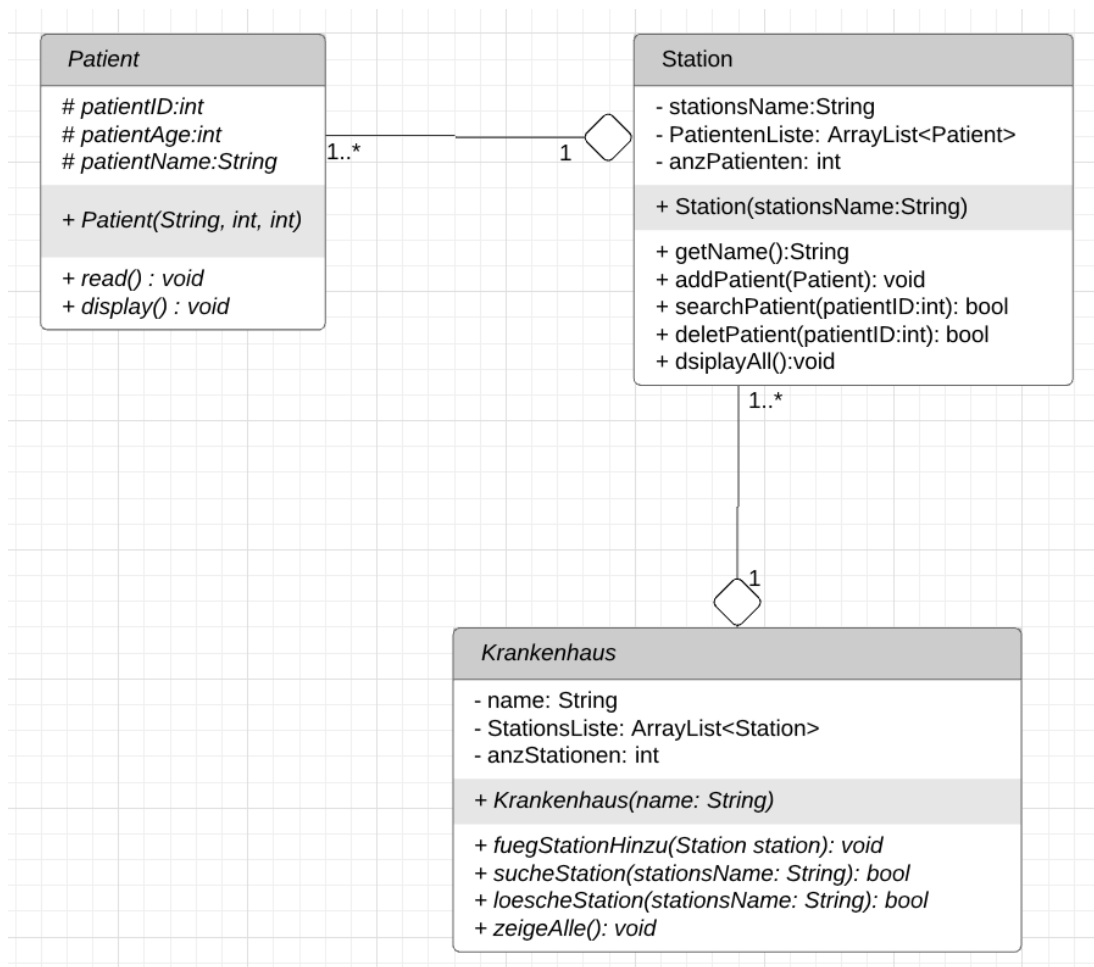 Patient
# patientID:int
# patientAge:int
# patientName:String
+ Patient(String, int, int)
+ read() : void
+ display() : void
1..*
1
Station
- stationsName:String
- PatientenListe: ArrayList<Patient>
- anzPatienten: int
+ Station(stationsName:String)
+ getName():String
+ addPatient(Patient): void
+ searchPatient(patientID:int): bool
+ deletPatient(patientID:int): bool
+ dsiplayAll():void
1..*
1
Krankenhaus
- name: String
- StationsListe: ArrayList<Station>
- anzStationen: int
+ Krankenhaus(name: String)
+ fuegStationHinzu(Station station): void
+ sucheStation(stationsName: String): bool
+ loescheStation(stationsName: String): bool
+ zeigeAlle(): void